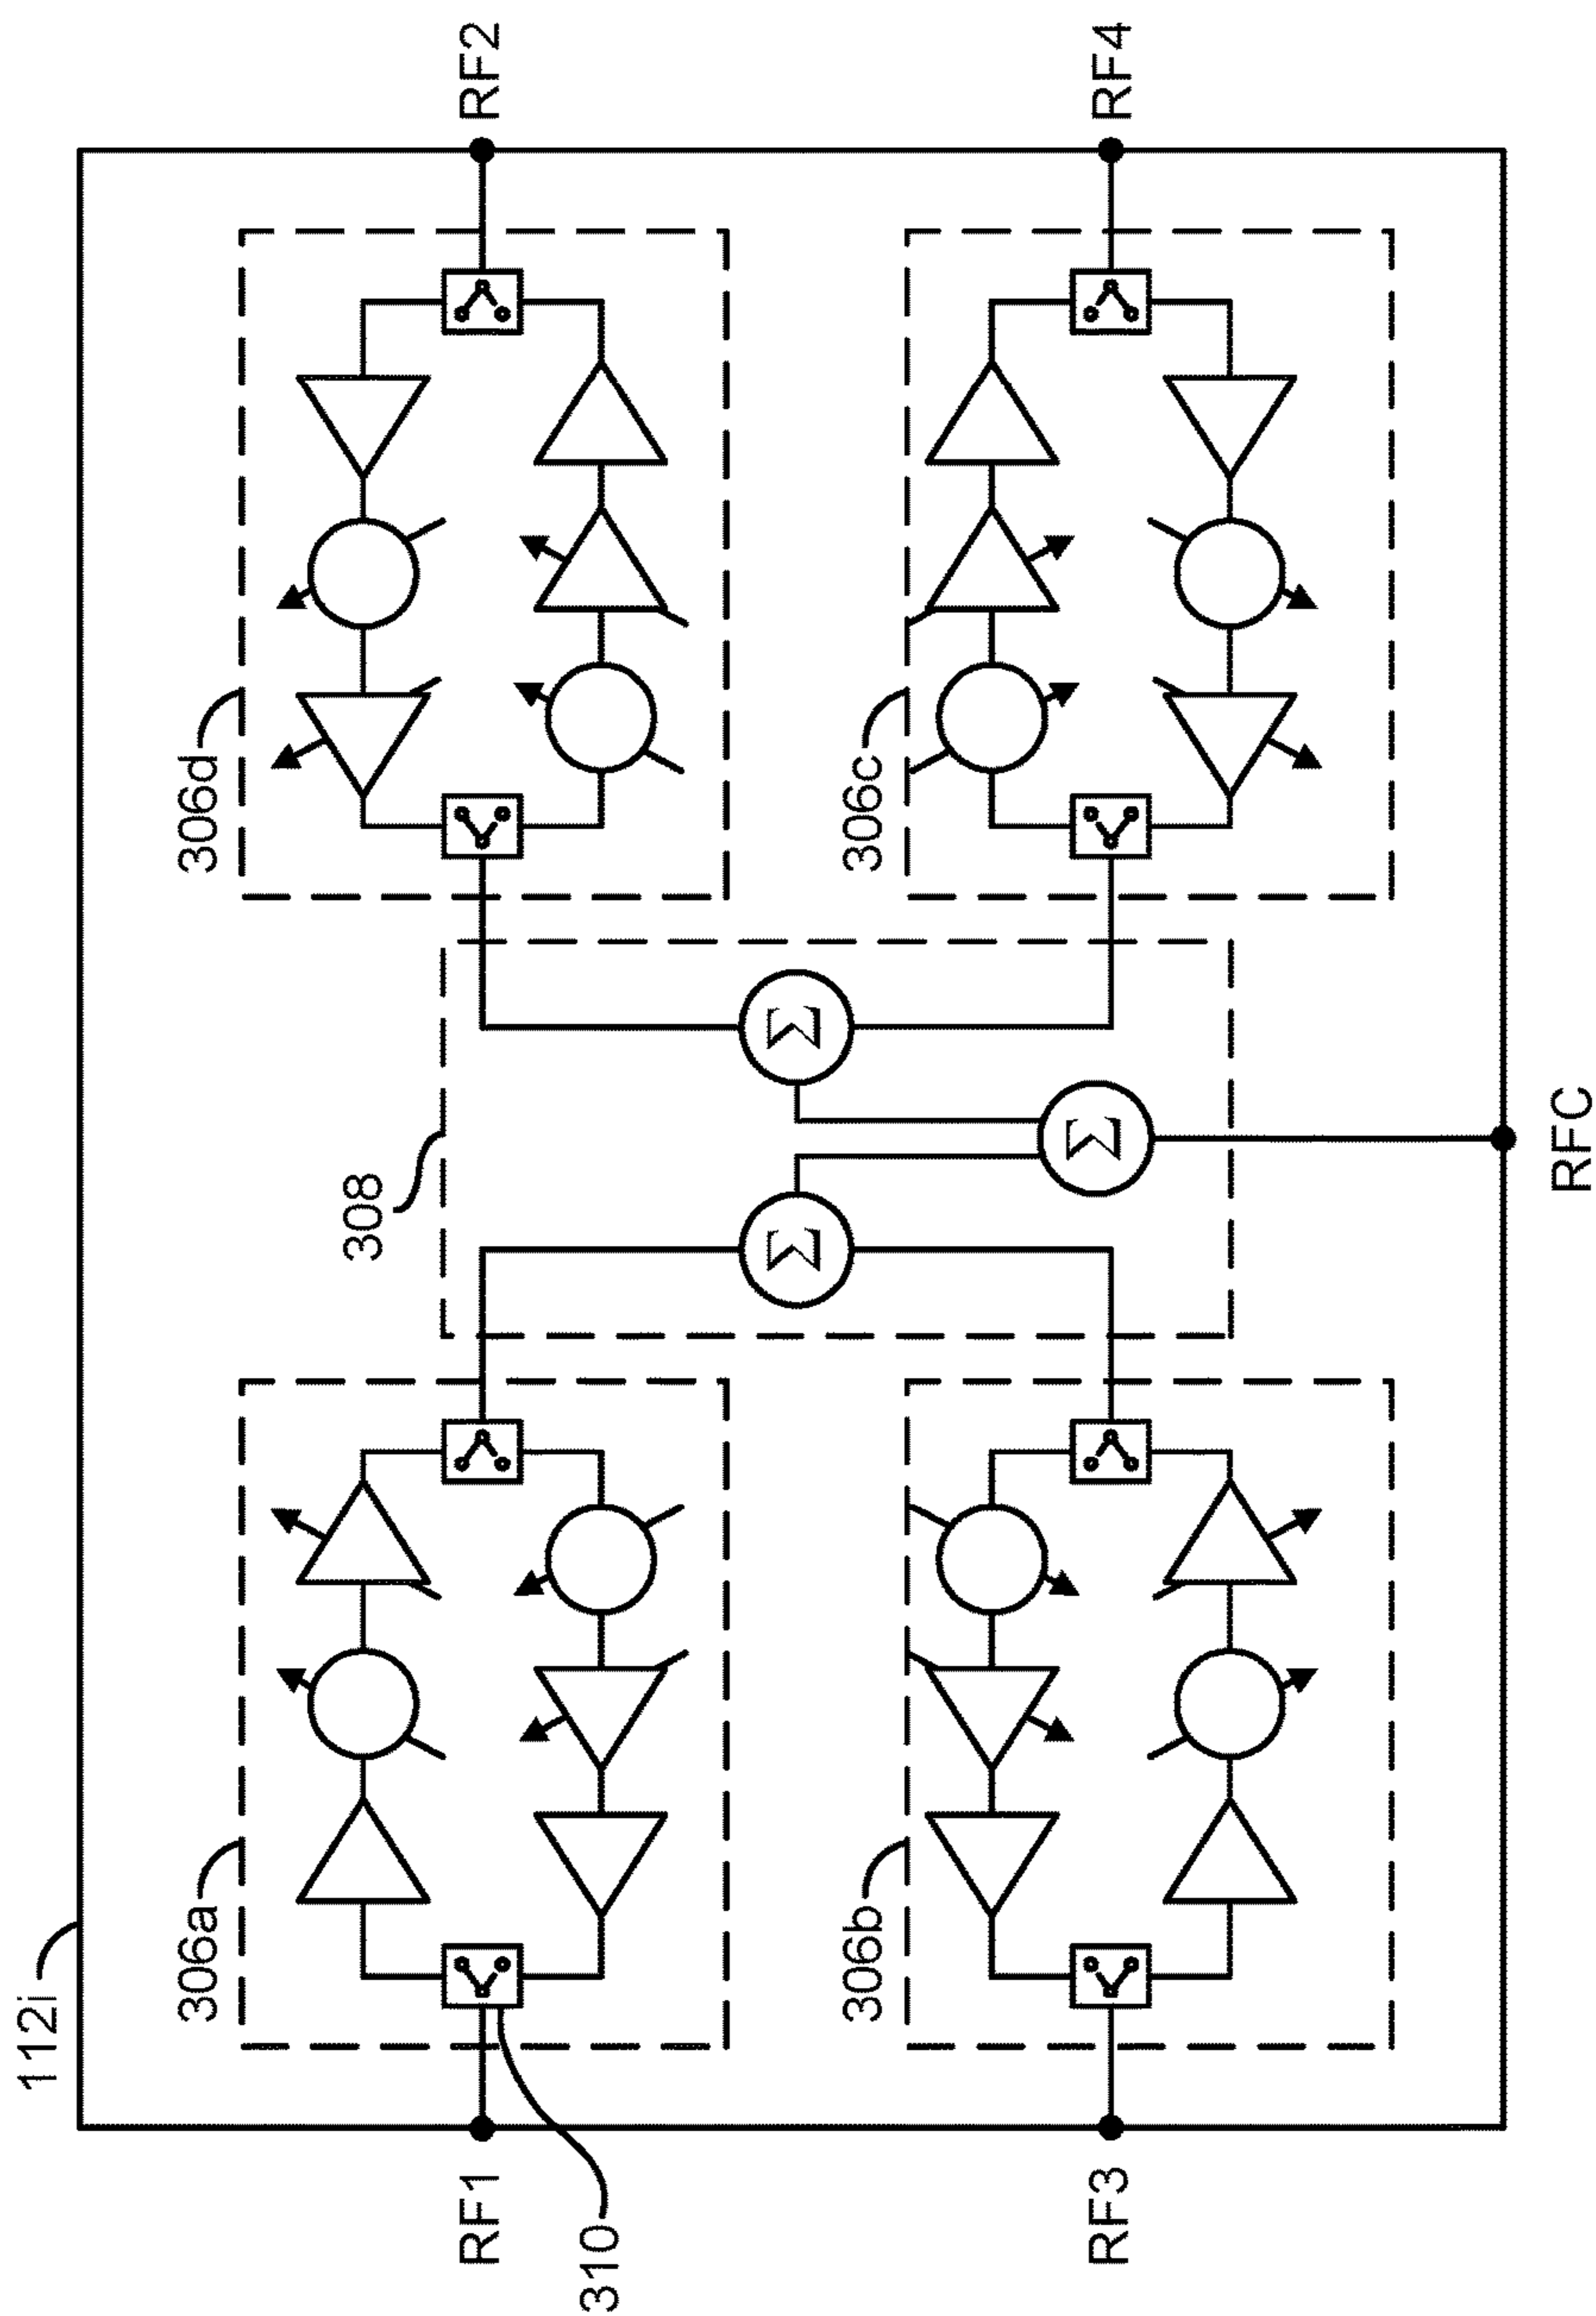 112i
306a
306d
RF1
RF2
310
308
Σ
Σ
Σ
306b
306c
RF3
RF4
RFC